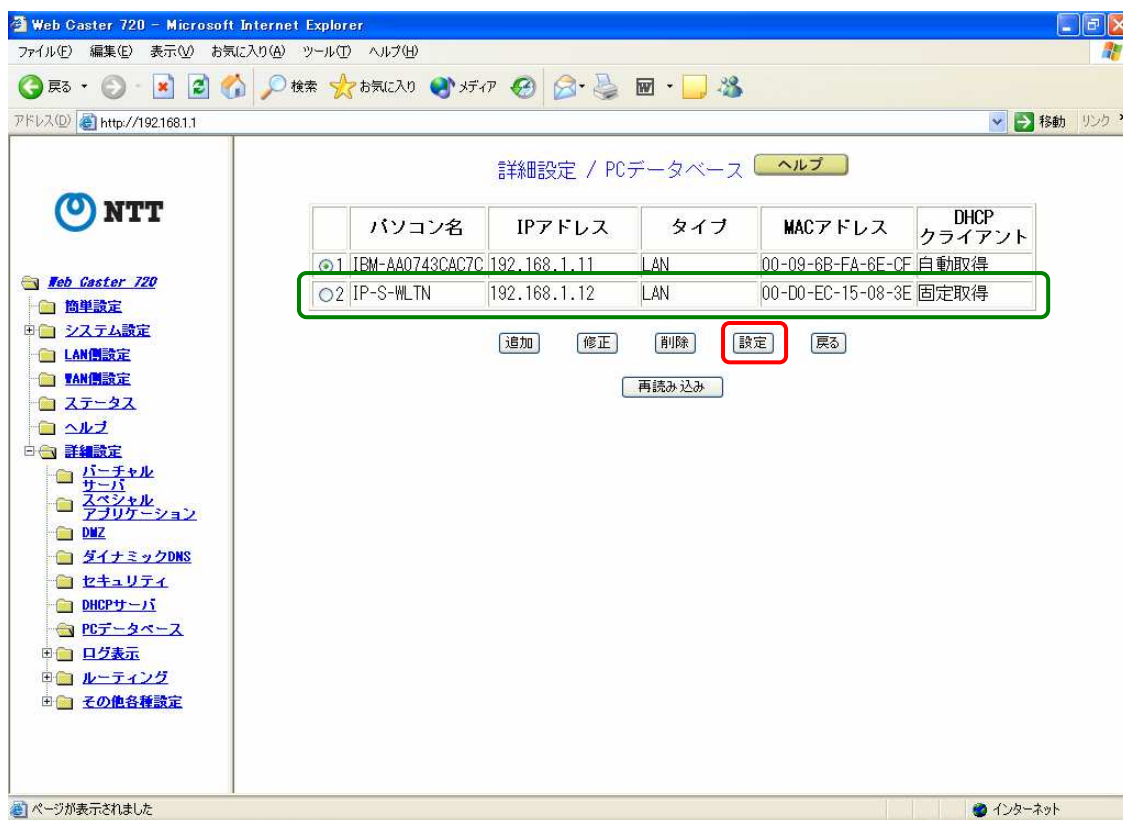 Web Caster 720 - Microsoft Internet Explorer
ファイル(F) 編集(E) 表示(V) お気に入り(A) ツール(T) ヘルプ(H)
戻る 検索 お気に入り メディア
アドレス(D) http://192.168.1.1 移動 リンク
NTT
Web Caster 720
簡単設定
システム設定
LAN側設定
WAN側設定
ステータス
ヘルプ
詳細設定
バーチャル
サーバ
スペシャル
アプリケーション
DMZ
ダイナミックDNS
セキュリティ
DHCPサーバ
PCデータベース
ログ表示
ルーティング
その他各種設定
詳細設定 / PCデータベース ヘルプ
パソコン名 IPアドレス タイプ MACアドレス DHCP
クライアント
1 IBM-AA0743CAC7C 192.168.1.11 LAN 00-09-6B-FA-6E-CF 自動取得
2 IP-S-WLTN 192.168.1.12 LAN 00-D0-EC-15-08-3E 固定取得
追加 修正 削除 設定 戻る
再読み込み
ページが表示されました インターネット